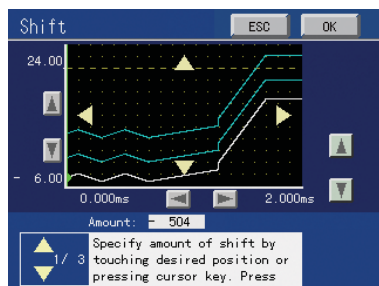 Shift ESC OK
24.00
- 6.00
0.000ms 2.000ms
Amount: - 504
1/ 3
Specify amount of shift by
touching desired position or
pressing cursor key. Press